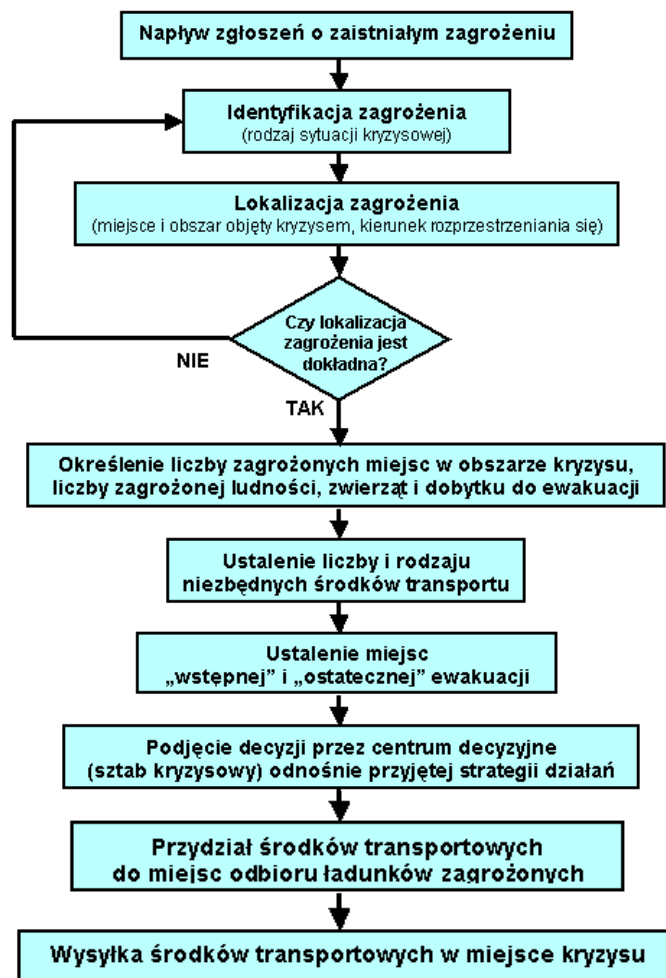 Napływ zgłoszeń o zaistniałym zagrożeniu
Identyfikacja zagrożenia
(rodzaj sytuacji kryzysowej)
Lokalizacja zagrożenia
(miejsce i obszar objęty kryzysem, kierunek rozprzestrzeniania się)
Czy lokalizacja
zagrożenia jest
dokładna?
NIE
TAK
Określenie liczby zagrożonych miejsc w obszarze kryzysu,
liczby zagrożonej ludności, zwierząt i dobytku do ewakuacji
Ustalenie liczby i rodzaju
niezbędnych środków transportu
Ustalenie miejsc
„wstępnej” i „ostatecznej” ewakuacji
Podjęcie decyzji przez centrum decyzyjne
(sztab kryzysowy) odnośnie przyjętej strategii działań
Przydział środków transportowych
do miejsc odbioru ładunków zagrożonych
Wysyłka środków transportowych w miejsce kryzysu